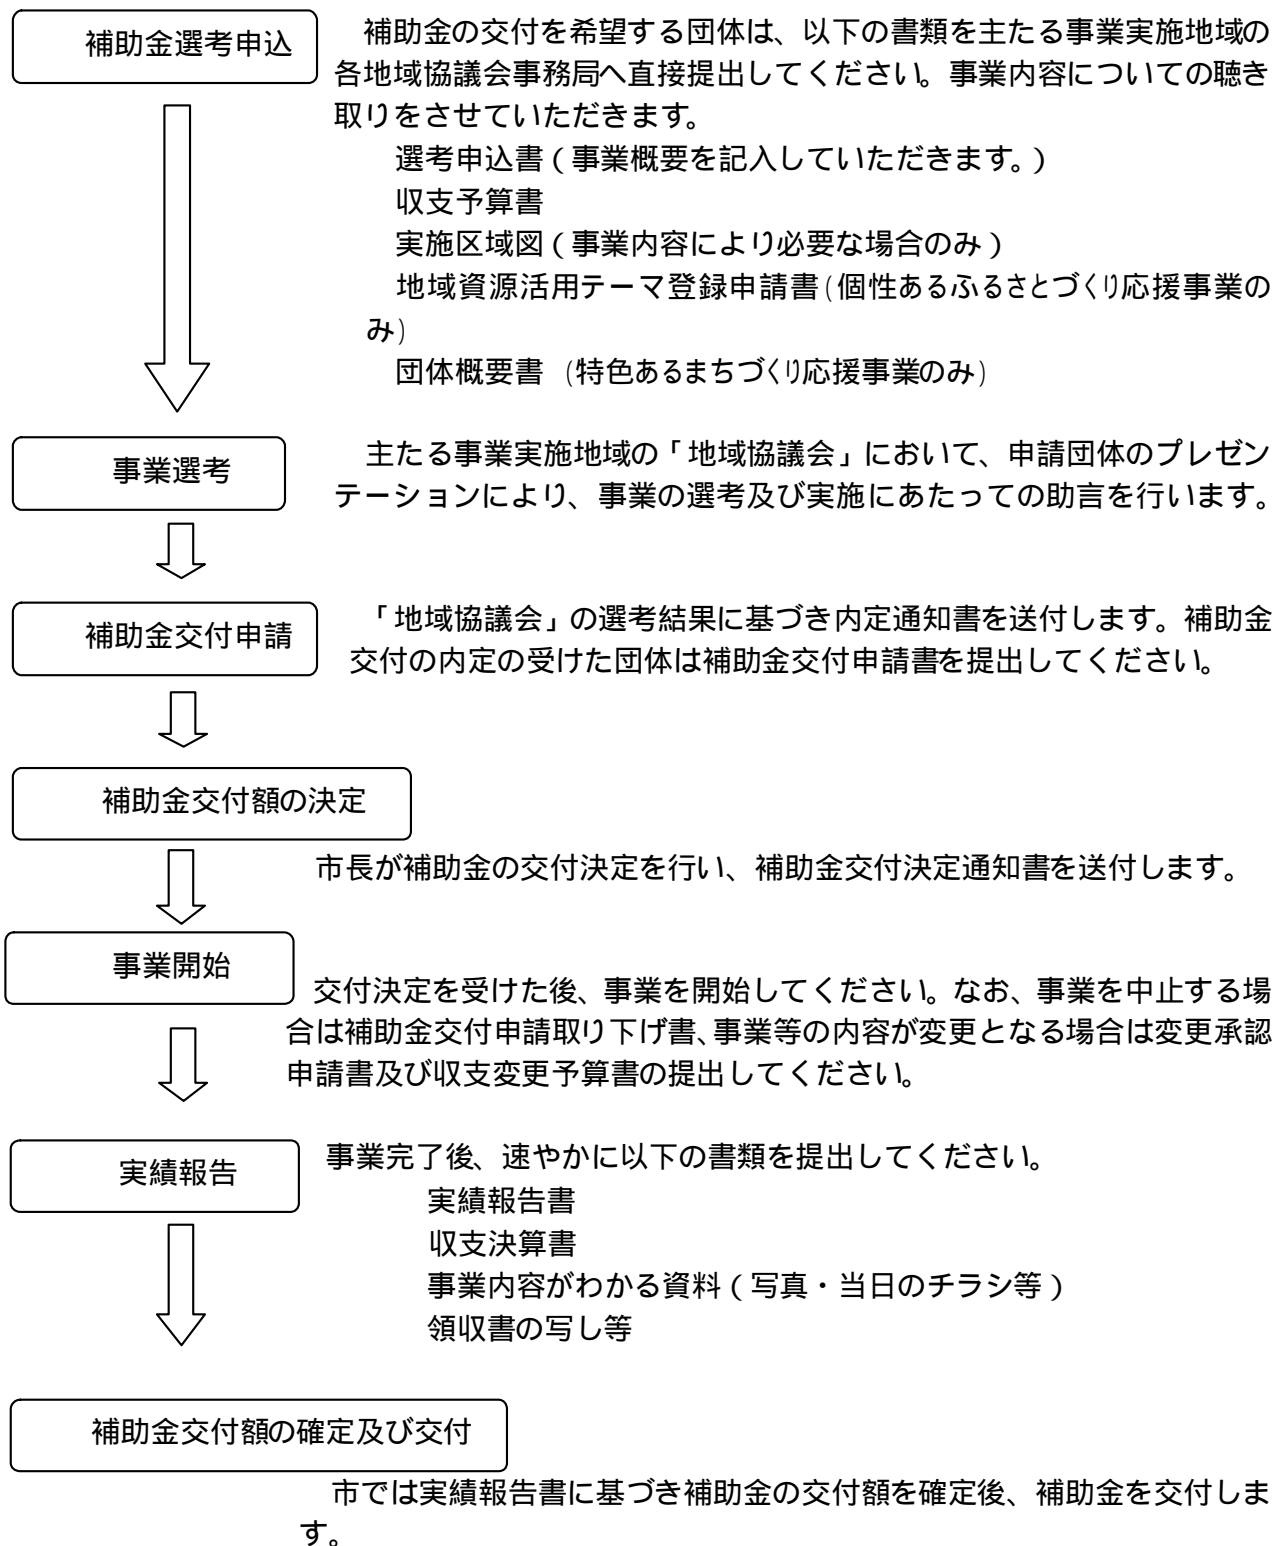 補助金選考申込
補助金の交付を希望する団体は、以下の書類を主たる事業実施地域の
各地域協議会事務局へ直接提出してください。事業内容についての聴き
取りをさせていただきます。
選考申込書(事業概要を記入していただきます。)
収支予算書
実施区域図(事業内容により必要な場合のみ)
地域資源活用テーマ登録申請書(個性あるふるさとづくり応援事業の
み)
団体概要書 (特色あるまちづくり応援事業のみ)
事業選考
主たる事業実施地域の「地域協議会」において、申請団体のプレゼン
テーションにより、事業の選考及び実施にあたっての助言を行います。
補助金交付申請
「地域協議会」の選考結果に基づき内定通知書を送付します。補助金
交付の内定の受けた団体は補助金交付申請書を提出してください。
補助金交付額の決定
市長が補助金の交付決定を行い、補助金交付決定通知書を送付します。
事業開始
交付決定を受けた後、事業を開始してください。なお、事業を中止する場
合は補助金交付申請取り下げ書、事業等の内容が変更となる場合は変更承認
申請書及び収支変更予算書の提出してください。
実績報告
事業完了後、速やかに以下の書類を提出してください。
実績報告書
収支決算書
事業内容がわかる資料(写真・当日のチラシ等)
領収書の写し等
補助金交付額の確定及び交付
市では実績報告書に基づき補助金の交付額を確定後、補助金を交付しま
す。